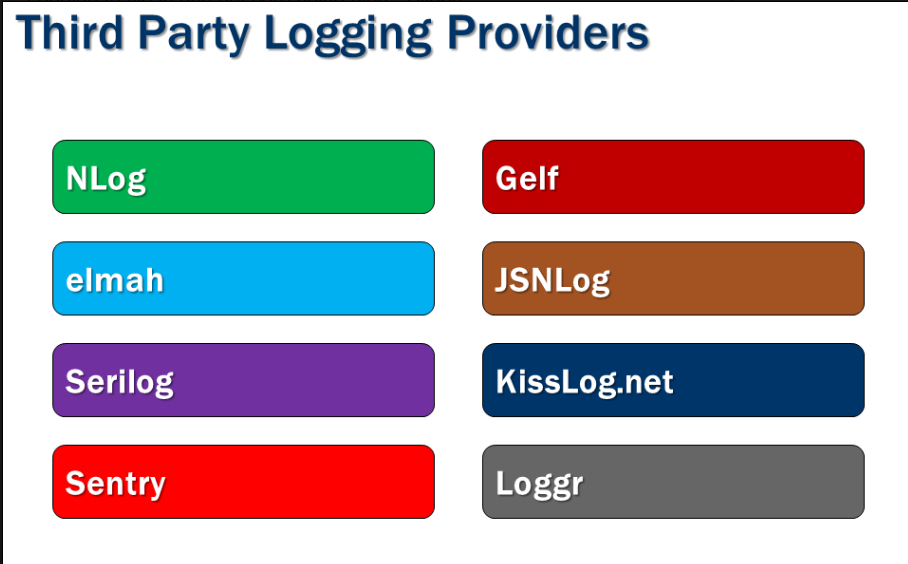 Third Party Logging Providers
NLog
elmah
Serilog
Sentry
Gelf
JSNLog
KissLog.net
Loggr